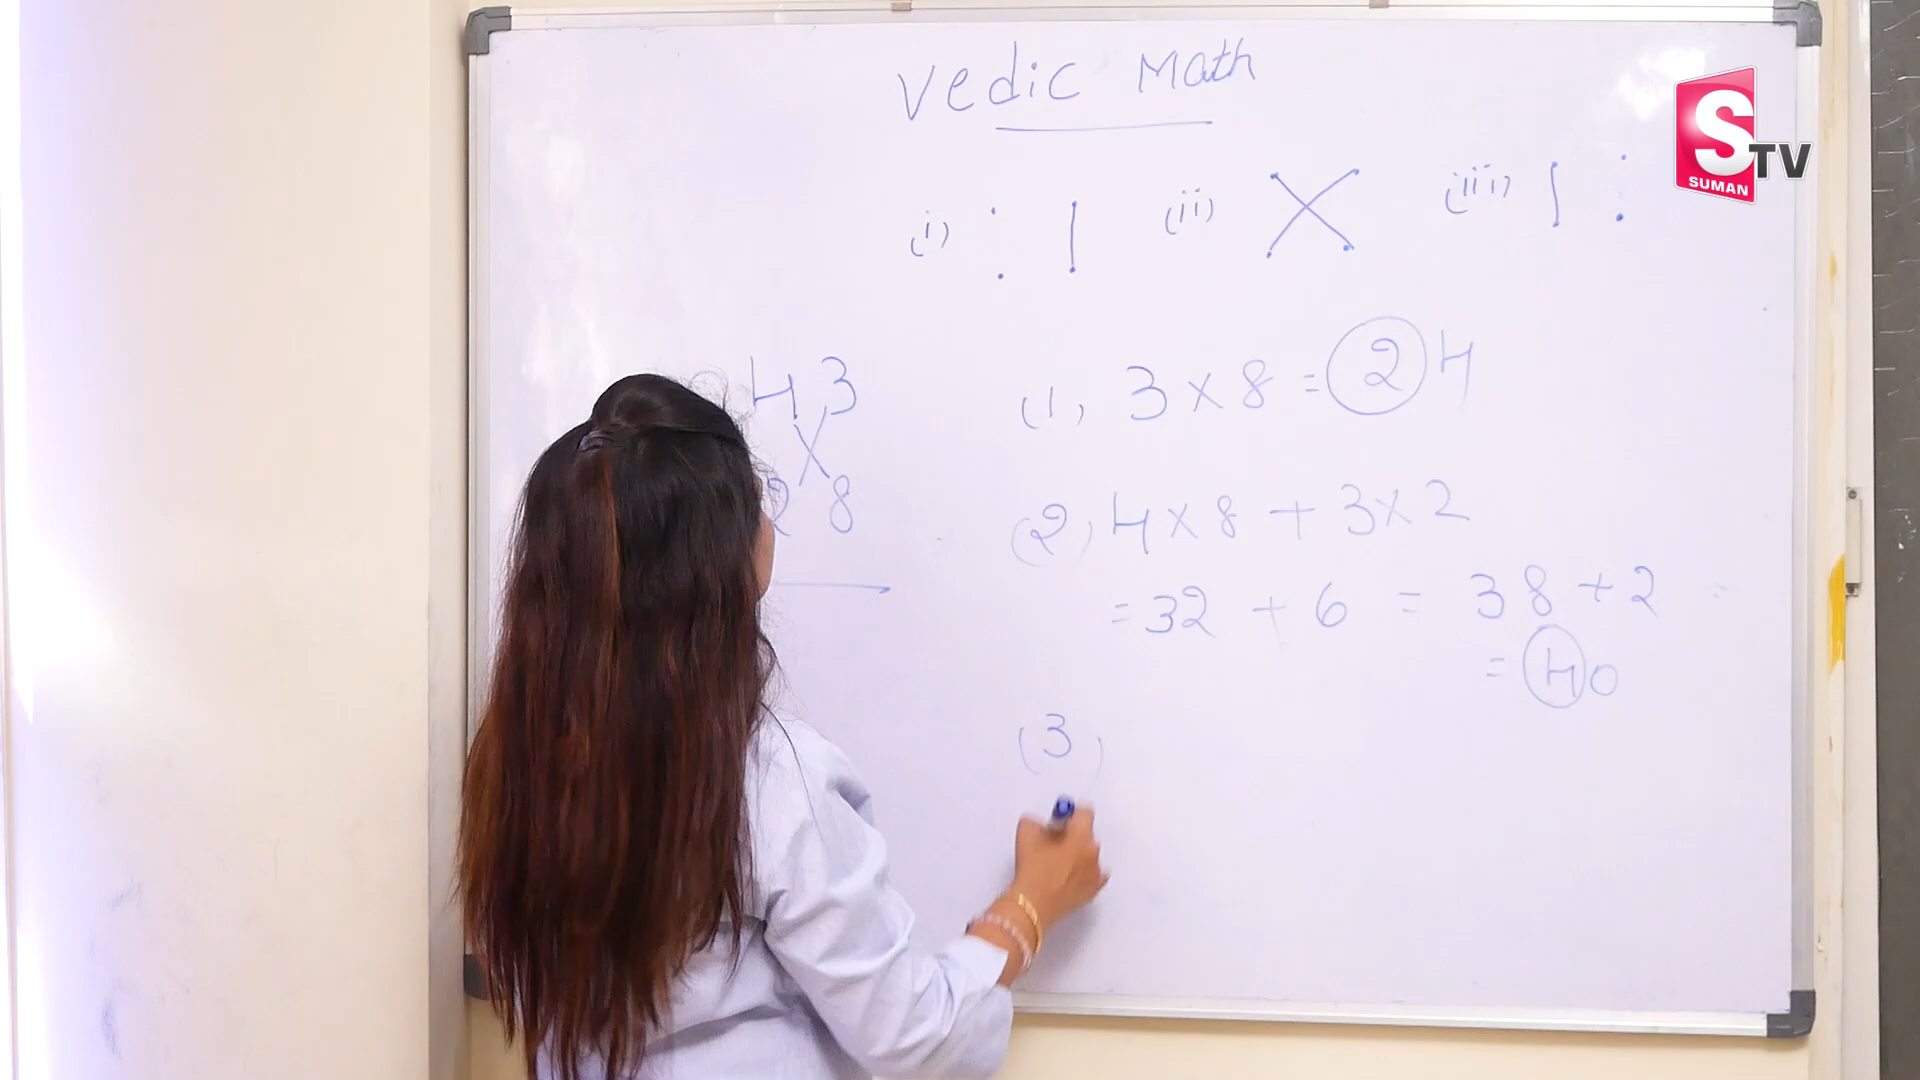 Vedic Math
(i) (ii) (iii)
SUMAN STV
43
28
(1) 3 x 8 = 24
(2) 4 x 8 + 3 x 2
= 32 + 6 = 38 + 2
= 40
(3)